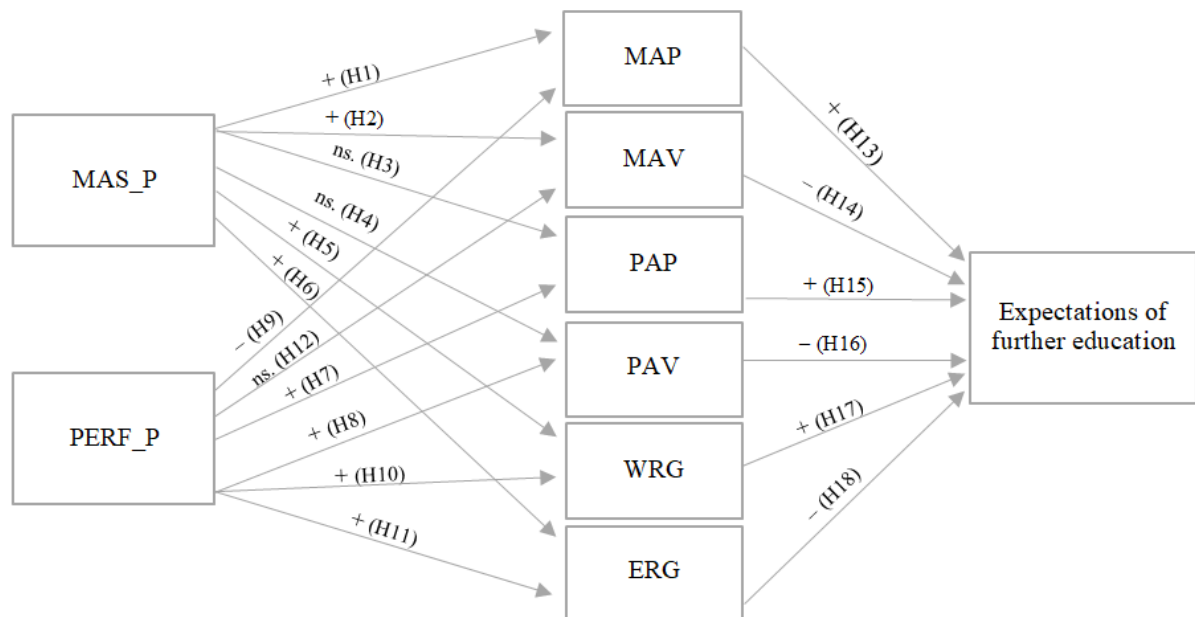 MAP
+ (H1)
+ (H2)
+ (H13)
MAS_P
MAV
ns. (H3)
ns. (H4)
– (H14)
+ (H5)
PAP
+ (H6)
+ (H15)
Expectations of
further education
– (H9)
ns. (H12)
– (H16)
PAV
+ (H7)
PERF_P
+ (H8)
+ (H17)
WRG
+ (H10)
– (H18)
+ (H11)
ERG